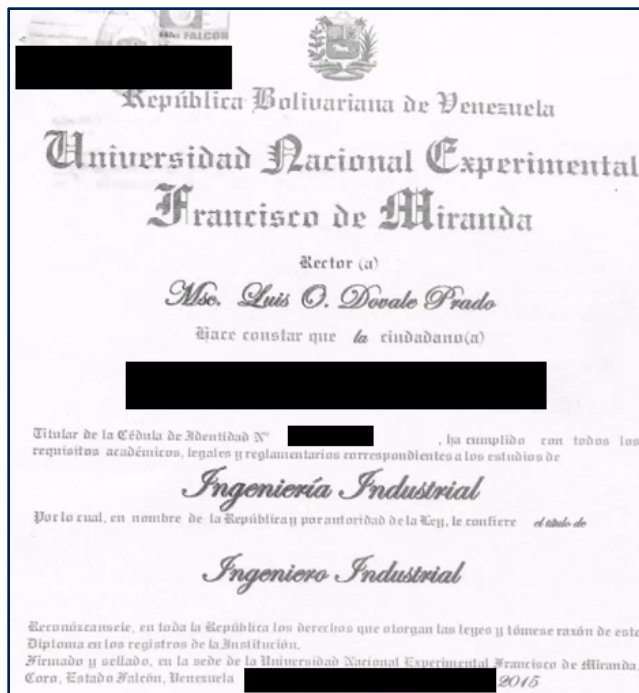 FALCON
República Bolivariana de Venezuela
Universidad Nacional Experimental
Francisco de Miranda
Rector (a)
Msc. Luis O. Dovale Prado
Hace constar que la ciudadano(a)
Titular de la Cédula de Identidad Nº , ha cumplido con todos los
requisitos académicos, legales y reglamentarios correspondientes a los estudios de
Ingeniería Industrial
Por lo cual, en nombre de la República y por autoridad de la Ley, le confiere el título de
Ingeniero Industrial
Reconózcansele, en toda la República los derechos que otorgan las leyes y tómese razón de este
Diploma en los registros de la Institución.
Firmado y sellado, en la sede de la Universidad Nacional Experimental Francisco de Miranda.
Coro, Estado Falcón, Venezuela 2015